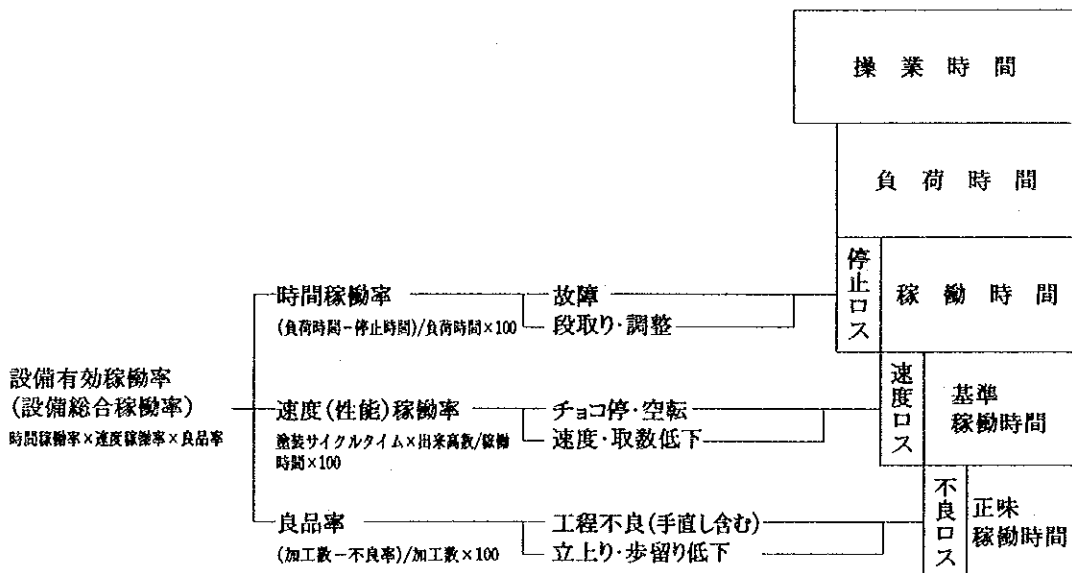 操業時間
負荷時間
停止ロス
稼働時間
時間稼働率
(負荷時間−停止時間)/負荷時間×100
故障
段取り・調整
設備有効稼働率
(設備総合稼働率)
時間稼働率×速度稼働率×良品率
速度(性能)稼働率
塗装サイクルタイム×出来高数/稼働
時間×100
チョコ停・空転
速度・取数低下
速度ロス
基準
稼働時間
良品率
(加工数−不良率)/加工数×100
工程不良(手直し含む)
立上り・歩留り低下
不良ロス
正味
稼働時間